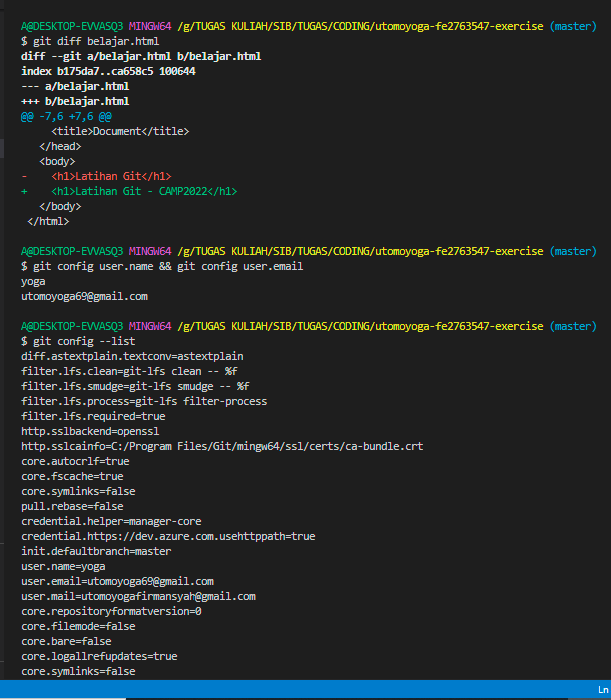 A@DESKTOP-EVVASQ3 MINGW64 /g/TUGAS KULIAH/SIB/TUGAS/CODING/utomoyoga-fe2763547-exercise (master)
$ git diff belajar.html
diff --git a/belajar.html b/belajar.html
index b175da7..ca658c5 100644
--- a/belajar.html
+++ b/belajar.html
@@ -7,6 +7,6 @@
     <title>Document</title>
   </head>
   <body>
-    <h1>Latihan Git</h1>
+    <h1>Latihan Git - CAMP2022</h1>
   </body>
 </html>
A@DESKTOP-EVVASQ3 MINGW64 /g/TUGAS KULIAH/SIB/TUGAS/CODING/utomoyoga-fe2763547-exercise (master)
$ git config user.name && git config user.email
yoga
utomoyoga69@gmail.com
A@DESKTOP-EVVASQ3 MINGW64 /g/TUGAS KULIAH/SIB/TUGAS/CODING/utomoyoga-fe2763547-exercise (master)
$ git config --list
diff.astextplain.textconv=astextplain
filter.lfs.clean=git-lfs clean -- %f
filter.lfs.smudge=git-lfs smudge -- %f
filter.lfs.process=git-lfs filter-process
filter.lfs.required=true
http.sslbackend=openssl
http.sslcainfo=C:/Program Files/Git/mingw64/ssl/certs/ca-bundle.crt
core.autocrlf=true
core.fscache=true
core.symlinks=false
pull.rebase=false
credential.helper=manager-core
credential.https://dev.azure.com.usehttppath=true
init.defaultbranch=master
user.name=yoga
user.email=utomoyoga69@gmail.com
user.mail=utomoyogafirmansyah@gmail.com
core.repositoryformatversion=0
core.filemode=false
core.bare=false
core.logallrefupdates=true
core.symlinks=false
Ln